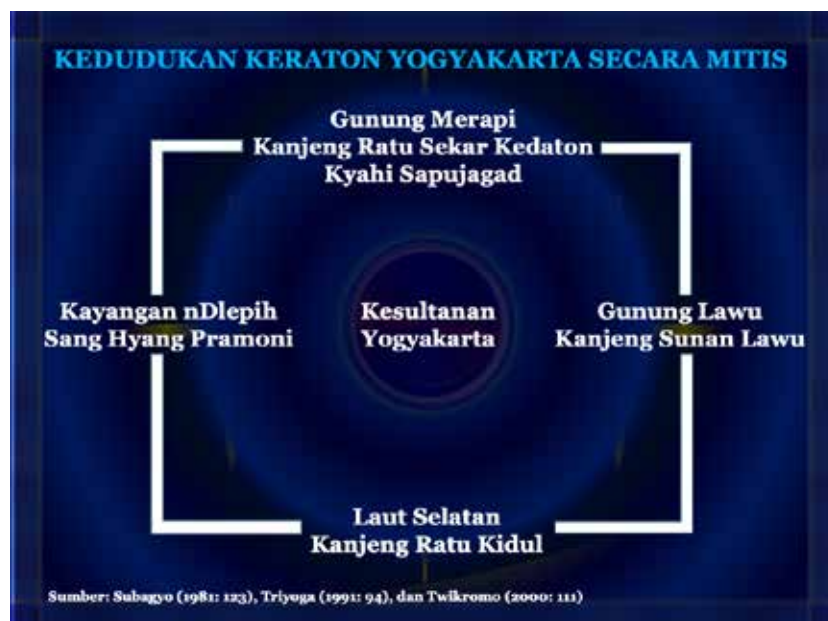 KEDUDUKAN KERATON YOGYAKARTA SECARA MITIS
Gunung Merapi
Kanjeng Ratu Sekar Kedaton
Kyahi Sapujagad
Kayangan nDlepih
Sang Hyang Pramoni
Kesultanan
Yogyakarta
Gunung Lawu
Kanjeng Sunan Lawu
Laut Selatan
Kanjeng Ratu Kidul
Sumber: Subagyo (1981: 123), Triyoga (1991: 94), dan Twikromo (2000: 111)